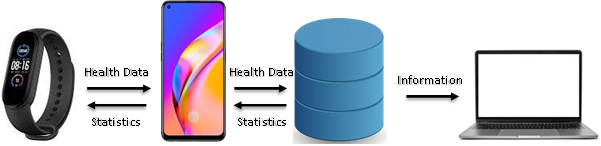 08:16
Health Data
Statistics
Health Data
Statistics
Information